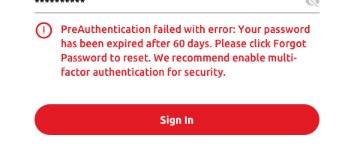 **********
PreAuthentication failed with error: Your password
has been expired after 60 days. Please click Forgot
Password to reset. We recommend enable multi-
factor authentication for security.
Sign In